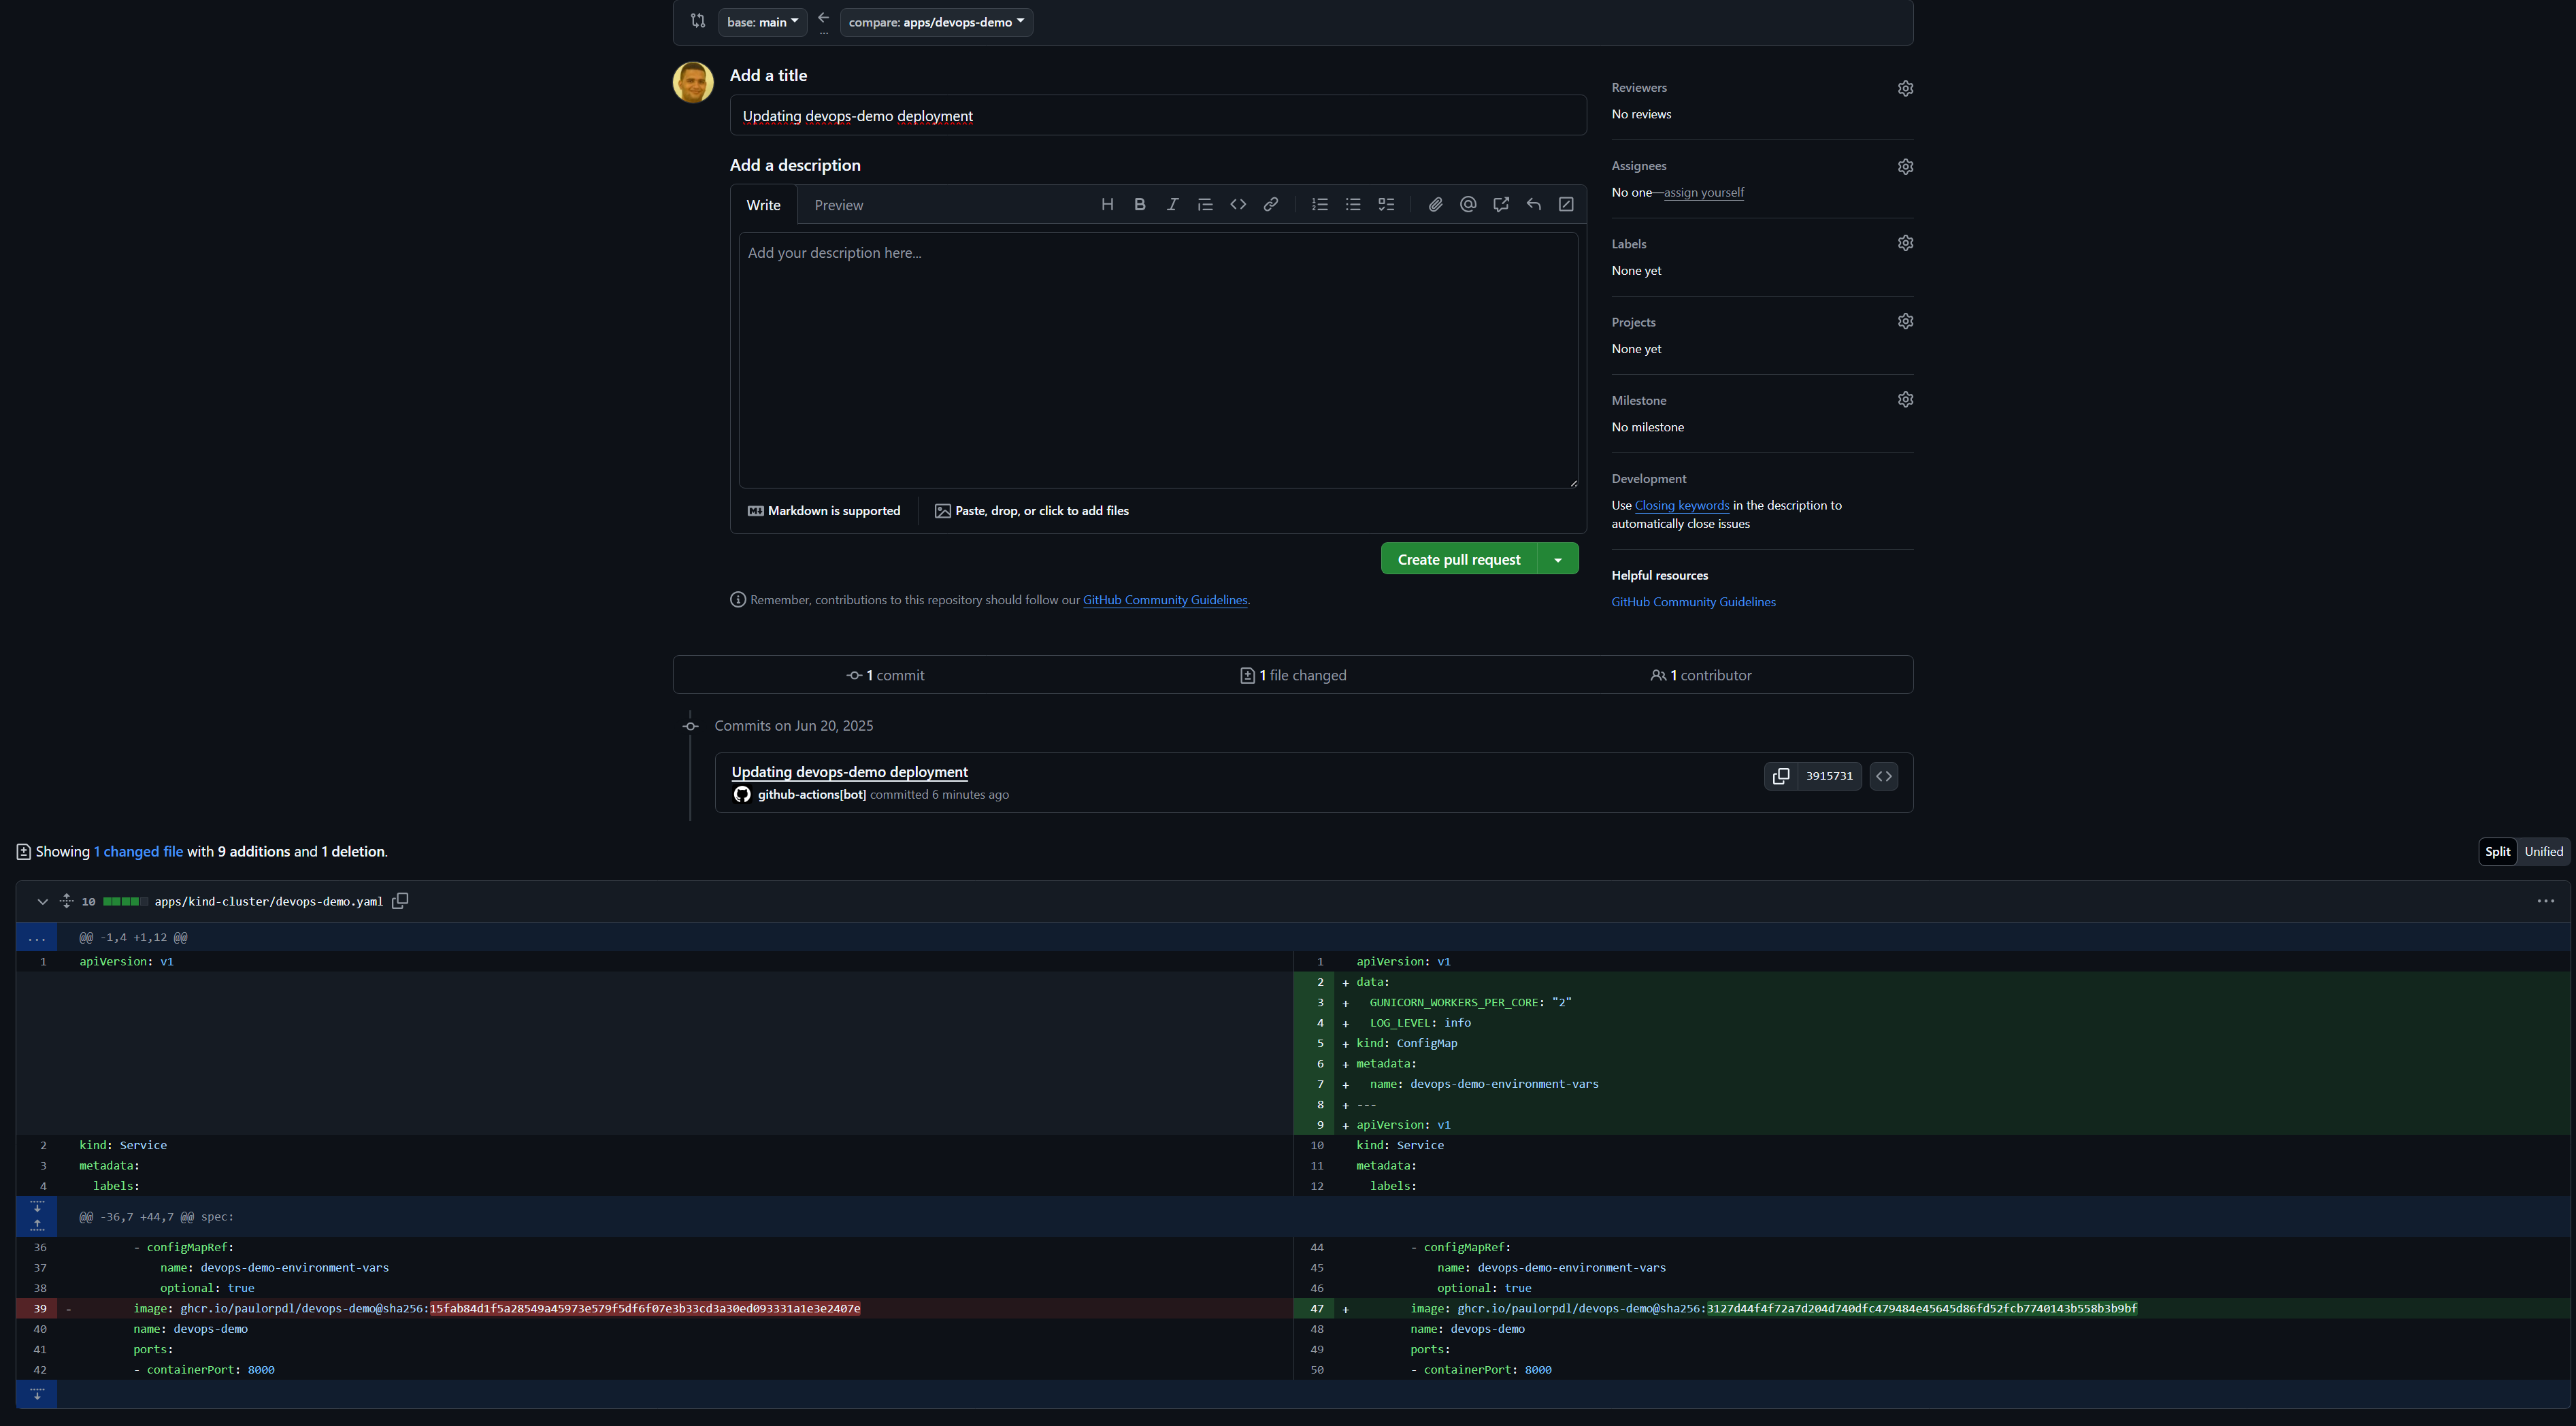 base: main
compare: apps/devops-demo
...
Add a title
Updating devops-demo deployment
Add a description
Write Preview
Add your description here...
Markdown is supported Paste, drop, or click to add files
Create pull request
Remember, contributions to this repository should follow our GitHub Community Guidelines.
Reviewers
No reviews
Assignees
No one—assign yourself
Labels
None yet
Projects
None yet
Milestone
No milestone
Development
Use Closing keywords in the description to
automatically close issues
Helpful resources
GitHub Community Guidelines
1 commit 1 file changed 1 contributor
Commits on Jun 20, 2025
Updating devops-demo deployment
github-actions[bot] committed 6 minutes ago
3915731
Showing 1 changed file with 9 additions and 1 deletion.
Split Unified
10 apps/kind-cluster/devops-demo.yaml
... @@ -1,4 +1,12 @@
1 apiVersion: v1
1 apiVersion: v1
2 + data:
3 + GUNICORN_WORKERS_PER_CORE: "2"
4 + LOG_LEVEL: info
5 + kind: ConfigMap
6 + metadata:
7 + name: devops-demo-environment-vars
8 + ---
9 + apiVersion: v1
2 kind: Service
10 kind: Service
3 metadata:
11 metadata:
4 labels:
12 labels:
@@ -36,7 +44,7 @@ spec:
36 - configMapRef:
44 - configMapRef:
37 name: devops-demo-environment-vars
45 name: devops-demo-environment-vars
38 optional: true
46 optional: true
39 - image: ghcr.io/paulorpdl/devops-demo@sha256:15fab84d1f5a28549a45973e579f5df6f07e3b33cd3a30ed093331a1e3e2407e
47 + image: ghcr.io/paulorpdl/devops-demo@sha256:3127d44f4f72a7d204d740dfc479484e45645d86fd52fcb7740143b558b3b9bf
40 name: devops-demo
48 name: devops-demo
41 ports:
49 ports:
42 - containerPort: 8000
50 - containerPort: 8000